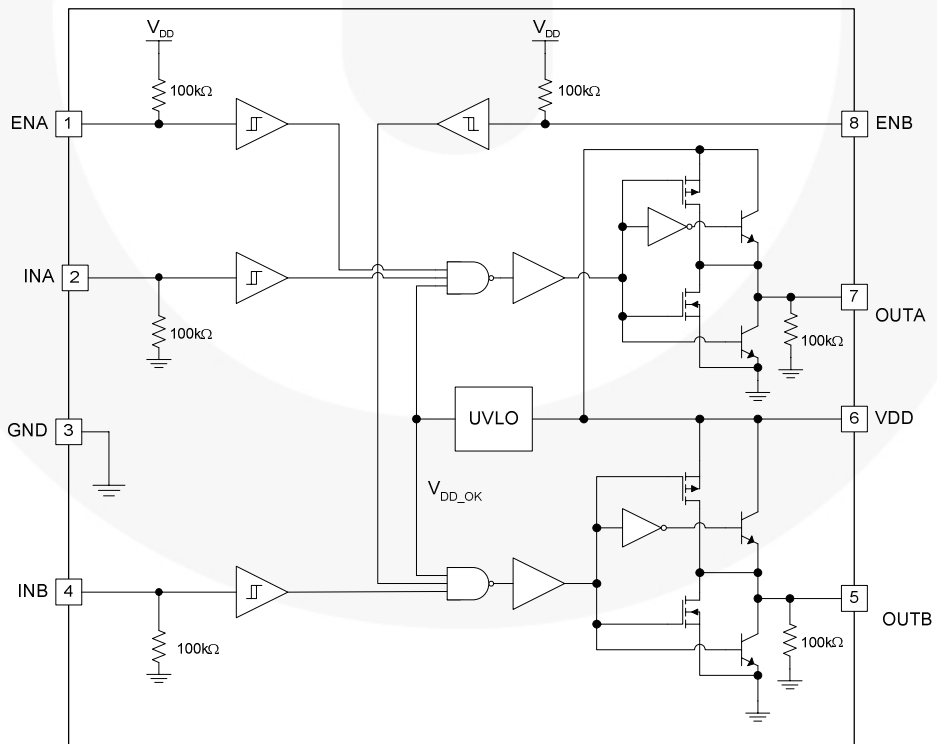 VDD
VDD
100kΩ
100kΩ
ENA
1
8
ENB
INA
2
7
OUTA
100kΩ
100kΩ
GND
3
UVLO
6
VDD
VDD_OK
INB
4
5
OUTB
100kΩ
100kΩ